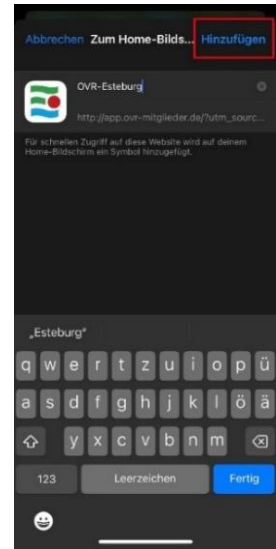 Abbrechen Zum Home-Bilds... Hinzufügen
OVR-Esteburg
http://app.ovr-mitglieder.de/?utm_sourc...
Für schnellen Zugriff auf diese Website wird auf deinem
Home-Bildschirm ein Symbol hinzugefügt.
„Esteburg“
q w e r t z u i o p ü
a s d f g h j k l ö ä
y x c v b n m
123 Leerzeichen Fertig